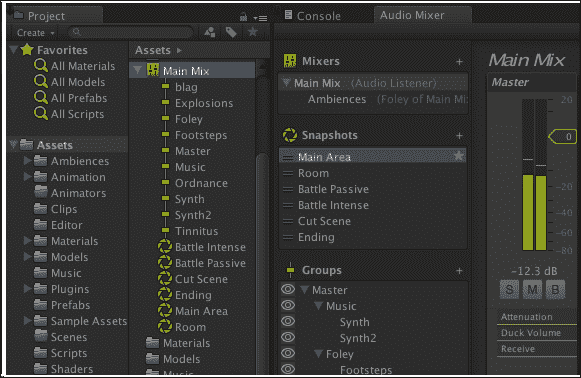 Project
Create
Favorites
All Materials
All Models
All Prefabs
All Scripts
Assets
Ambiences
Animation
Animators
Clips
Editor
Materials
Models
Music
Plugins
Prefabs
Sample Assets
Scenes
Scripts
Shaders
Assets
Main Mix
blag
Explosions
Foley
Footsteps
Master
Music
Ordnance
Synth
Synth2
Tinnitus
Battle Intense
Battle Passive
Cut Scene
Ending
Main Area
Room
Materials
Models
Music
Console
Audio Mixer
Mixers +
Main Mix (Audio Listener)
Ambiences (Foley of Main Mi
Snapshots +
Main Area
Room
Battle Passive
Battle Intense
Cut Scene
Ending
Groups +
Master
Music
Synth
Synth2
Foley
Footsteps
Main Mix
Master
20
0
-20
-40
-60
-80
-12.3 dB
S M B
Attenuation
Duck Volume
Receive